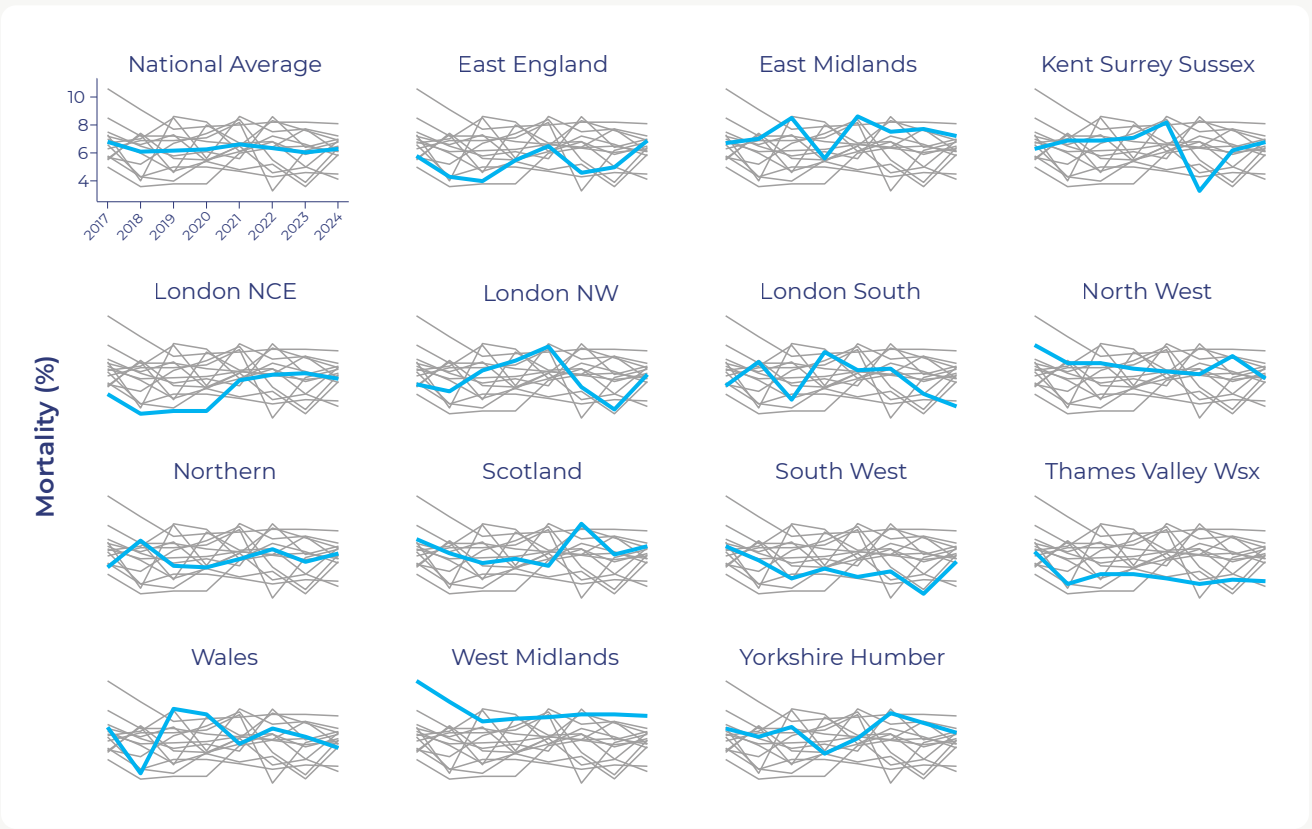 National Average
East England
East Midlands
Kent Surrey Sussex
10
8
6
4
2017
2018
2019
2020
2021
2022
2023
2024
London NCE
London NW
London South
North West
Mortality (%)
Northern
Scotland
South West
Thames Valley Wsx
Wales
West Midlands
Yorkshire Humber